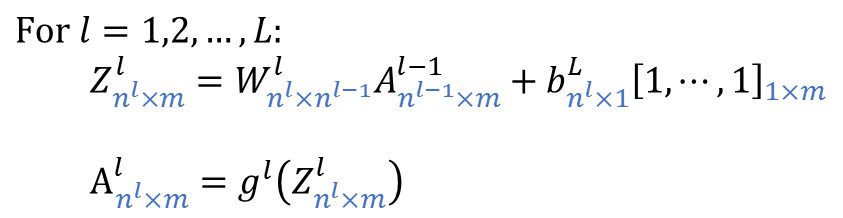 For l = 1,2, … , L:
Z^l_{n^l×m} = W^l_{n^l×n^{l−1}} A^{l−1}_{n^{l−1}×m} + b^L_{n^l×1} [1, ⋯ , 1]_{1×m}
A^l_{n^l×m} = g^l(Z^l_{n^l×m})